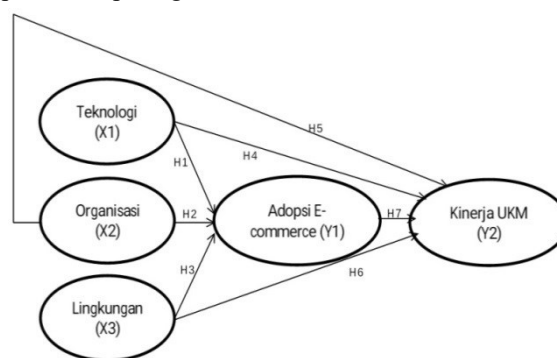 Teknologi
(X1)
H5
H4
H1
Organisasi
(X2)
H2
Adopsi E-
commerce (Y1)
H7
Kinerja UKM
(Y2)
H3
H6
Lingkungan
(X3)